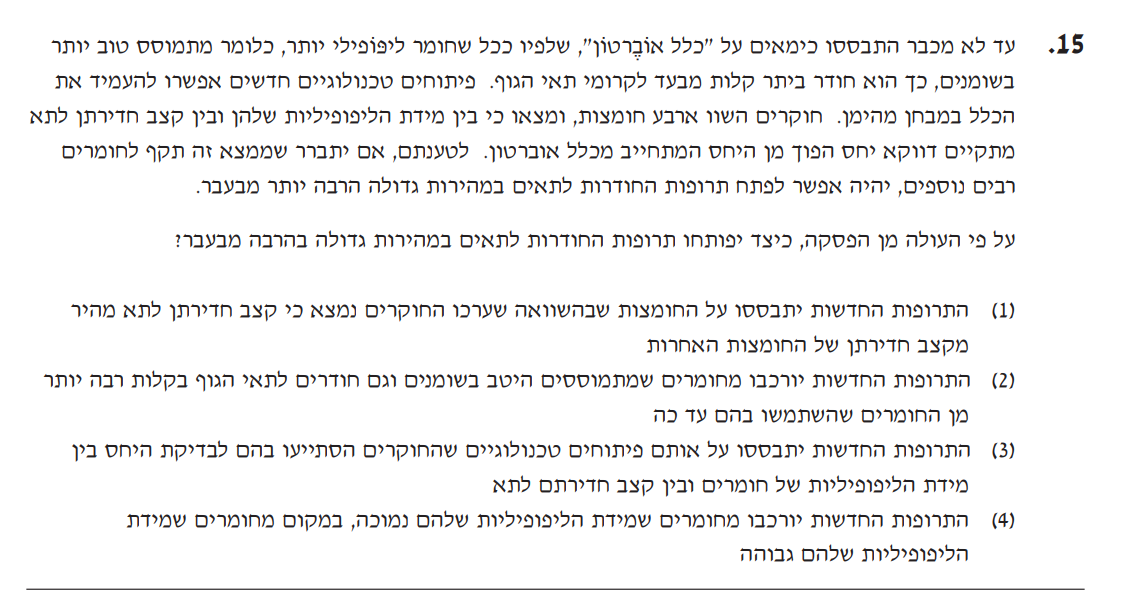 15. עד לא מכבר התבססו כימאים על "כלל אוֹבֶרטוֹן", שלפיו ככל שחומר ליפּוֹפילי יותר, כלומר מתמוסס טוב יותר
בשומנים, כך הוא חודר ביתר קלות מבעד לקרומי תאי הגוף. פיתוחים טכנולוגיים חדשים אפשרו להעמיד את
הכלל במבחן מהימן. חוקרים השוו ארבע חומצות, ומצאו כי בין מידת הליפופיליות שלהן ובין קצב חדירתן לתא
מתקיים דווקא יחס הפוך מן היחס המתחייב מכלל אוברטון. לטענתם, אם יתברר שממצא זה תקף לחומרים
רבים נוספים, יהיה אפשר לפתח תרופות החודרות לתאים במהירות גדולה הרבה יותר מבעבר.
על פי העולה מן הפסקה, כיצד יפותחו תרופות החודרות לתאים במהירות גדולה בהרבה מבעבר?
(1) התרופות החדשות יתבססו על החומצות שבהשוואה שערכו החוקרים נמצא כי קצב חדירתן לתא מהיר
מקצב חדירתן של החומצות האחרות
(2) התרופות החדשות יורכבו מחומרים שמתמוססים היטב בשומנים וגם חודרים לתאי הגוף בקלות רבה יותר
מן החומרים שהשתמשו בהם עד כה
(3) התרופות החדשות יתבססו על אותם פיתוחים טכנולוגיים שהחוקרים הסתייעו בהם לבדיקת היחס בין
מידת הליפופיליות של חומרים ובין קצב חדירתם לתא
(4) התרופות החדשות יורכבו מחומרים שמידת הליפופיליות שלהם נמוכה, במקום מחומרים שמידת
הליפופיליות שלהם גבוהה